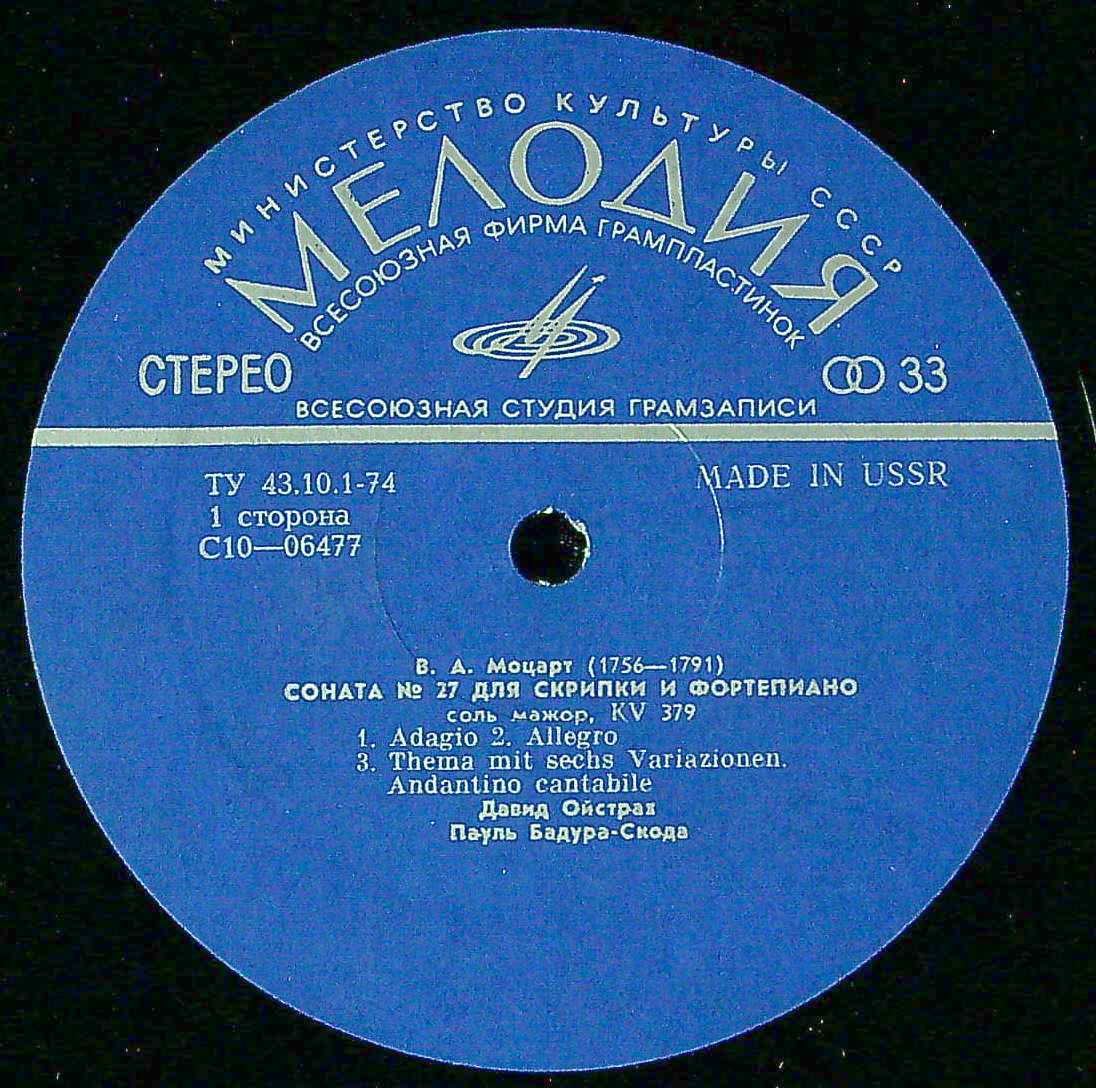 МИНИСТЕРСТВО КУЛЬТУРЫ СССР
МЕЛОДИЯ
ВСЕСОЮЗНАЯ ФИРМА ГРАМПЛАСТИНОК
СТЕРЕО
33
ВСЕСОЮЗНАЯ СТУДИЯ ГРАМЗАПИСИ
ТУ 43.10.1-74
MADE IN USSR
1 сторона
С10—06477
В. А. Моцарт (1756—1791)
СОНАТА № 27 ДЛЯ СКРИПКИ И ФОРТЕПИАНО
соль мажор, KV 379
1. Adagio 2. Allegro
3. Thema mit sechs Variazionen.
Andantino cantabile
Давид Ойстрах
Пауль Бадура-Скода